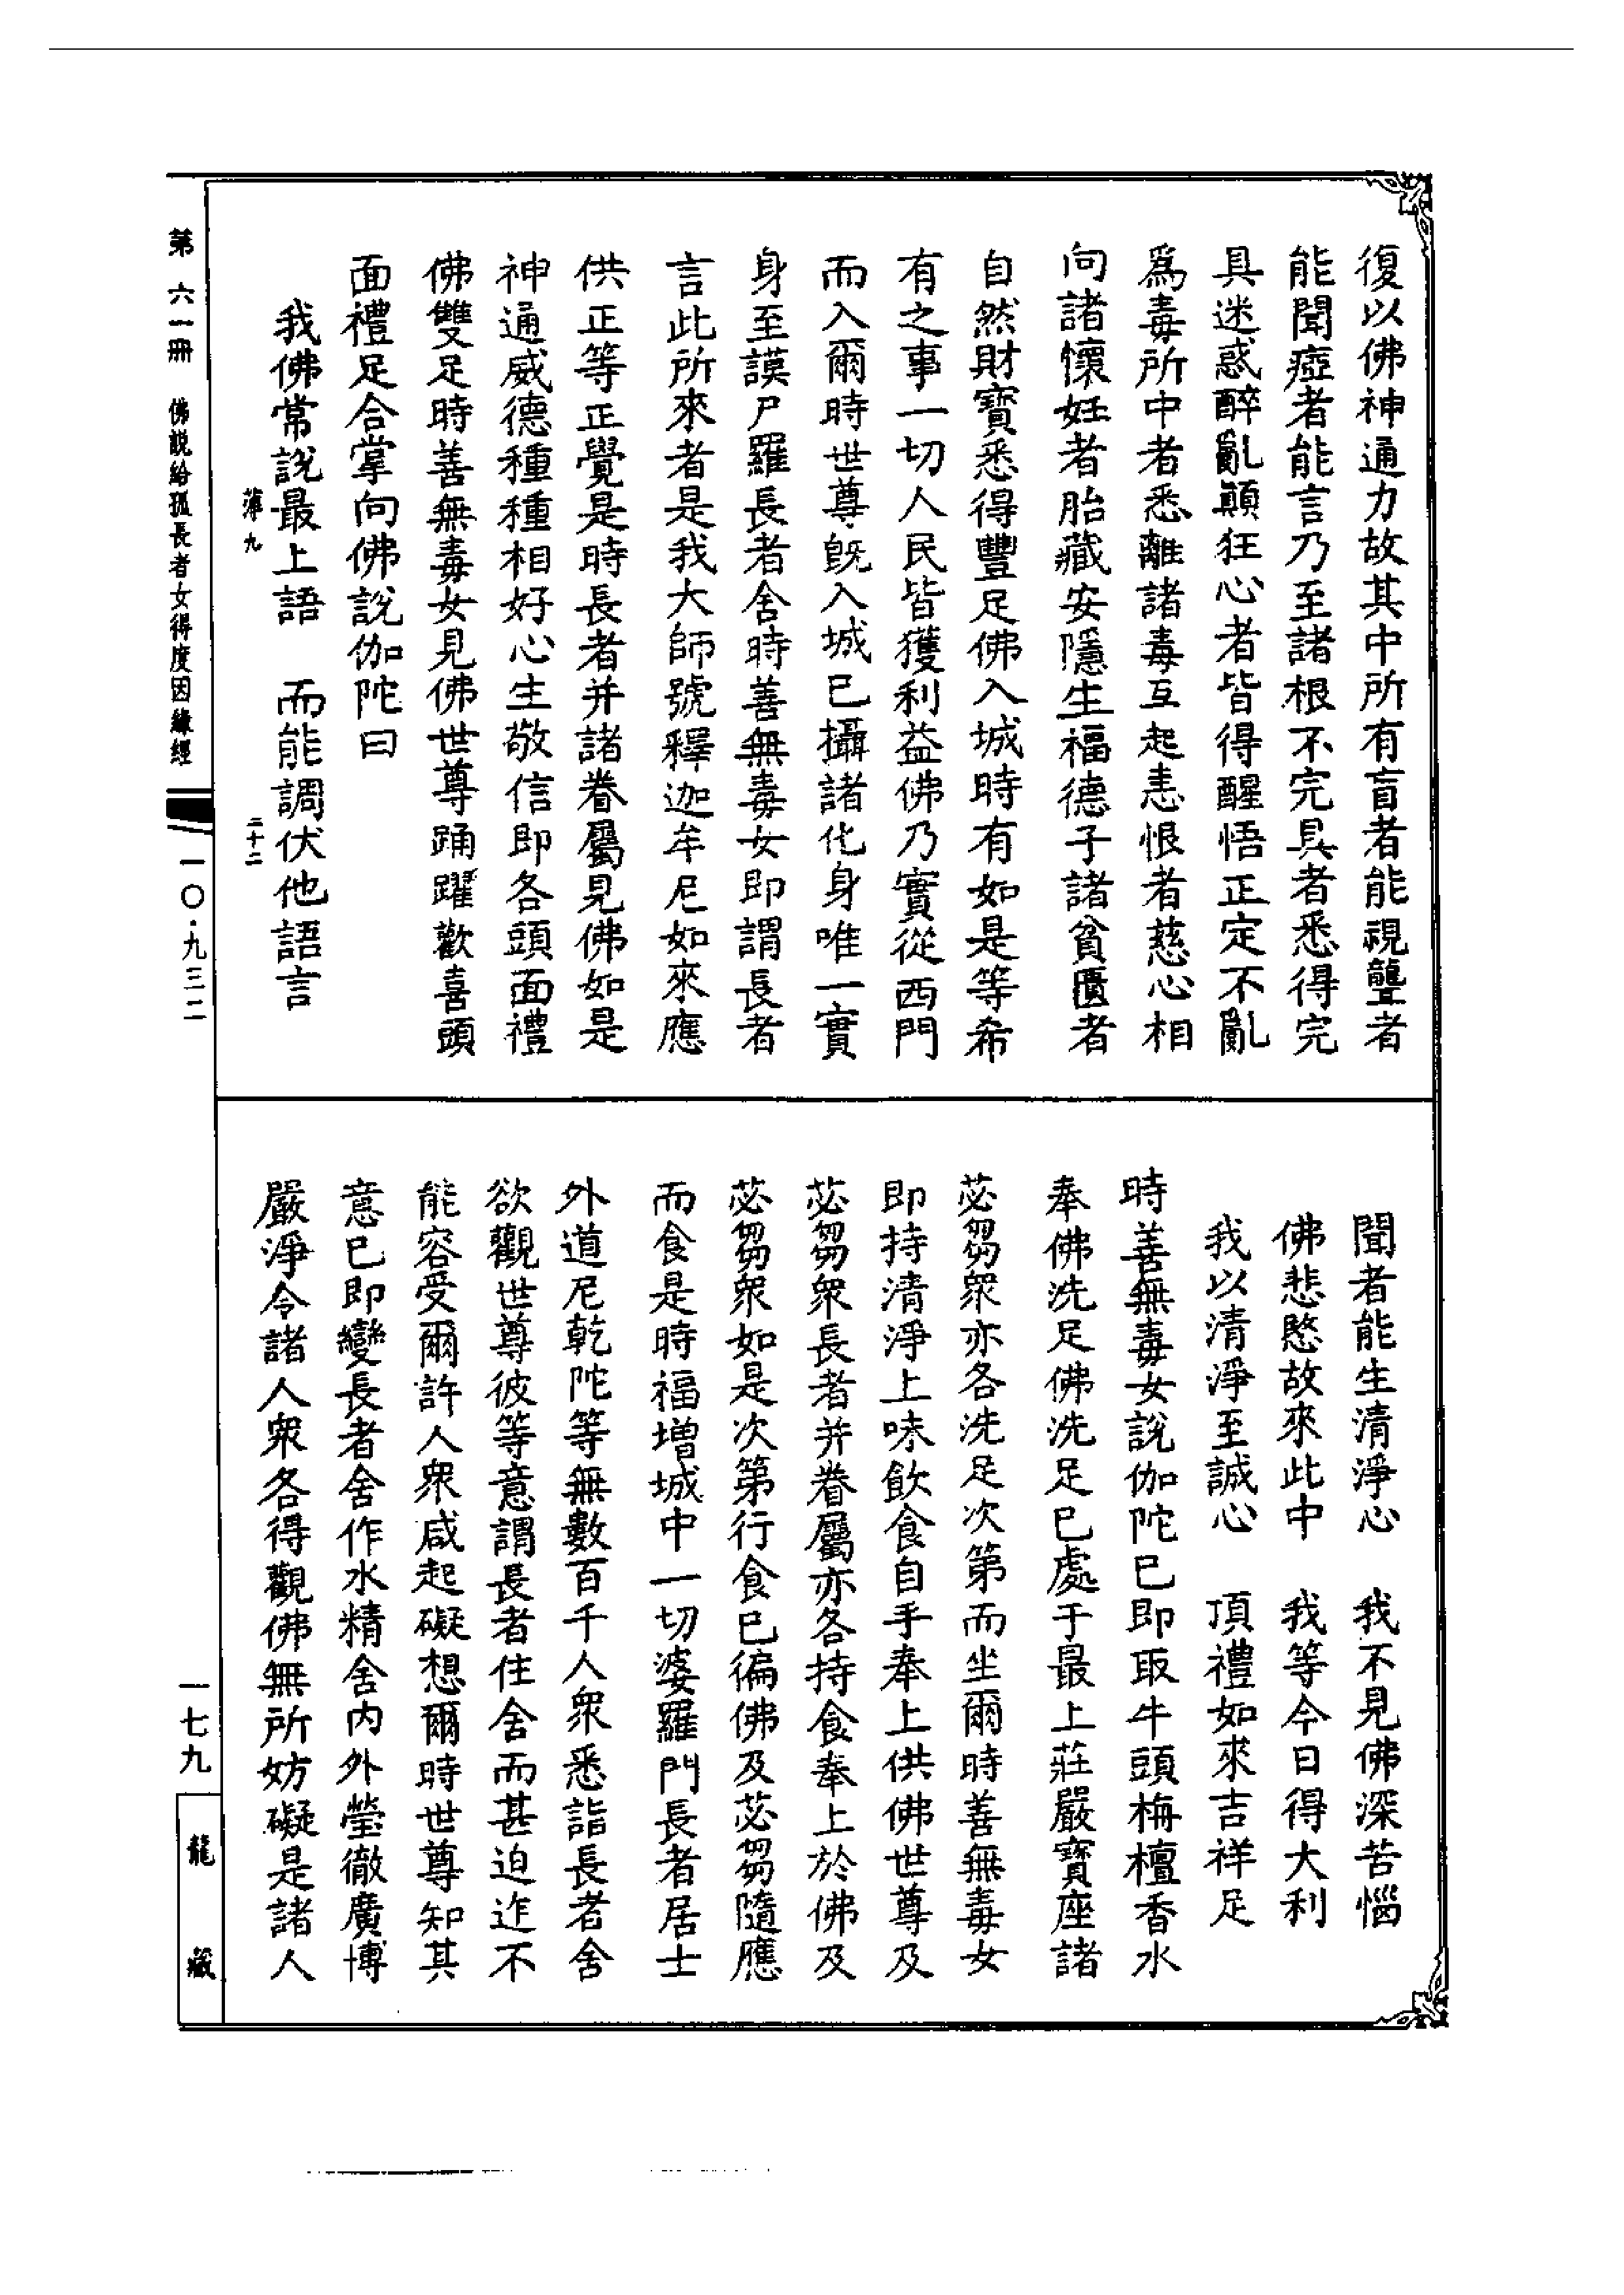 復以佛神通力故其中所有盲者能視聾者
能聞瘂者能言乃至諸根不完具者悉得完
具迷惑醉亂顛狂心者皆得醒悟正定不亂
爲毒所中者悉離諸毒互起恚恨者慈心相
向諸懷妊者胎藏安隱生福德子諸貧匱者
自然財寶悉得豐足佛入城時有如是等希
有之事一切人民皆獲利益佛乃實從西門
而入爾時世尊旣入城已攝諸化身唯一實
身至謨尸羅長者舍時善無毒女即謂長者
言此所來者是我大師號釋迦牟尼如來應
供正等正覺是時長者并諸眷屬見佛如是
神通威德種種相好心生敬信即各頭面禮
佛雙足時善無毒女見佛世尊踊躍歡喜頭
面禮足合掌向佛說伽陀曰
我佛常說最上語　而能調伏他語言
薄九　二十二
聞者能生清淨心　我不見佛深苦惱
佛悲愍故來此中　我等今日得大利
我以清淨至誠心　頂禮如來吉祥足
時善無毒女說伽陀已即取牛頭栴檀香水
奉佛洗足佛洗足已處于最上莊嚴寶座諸
苾芻衆亦各洗足次第而坐爾時善無毒女
即持清淨上味飲食自手奉上供佛世尊及
苾芻衆長者并眷屬亦各持食奉上於佛及
苾芻衆如是次第行食已徧佛及苾芻隨應
而食是時福增城中一切婆羅門長者居士
外道尼乾陀等無數百千人衆悉詣長者舍
欲觀世尊彼等意謂長者住舍而甚迫迮不
能容受爾許人衆咸起礙想爾時世尊知其
意已即變長者舍作水精舍內外瑩徹廣博
嚴淨令諸人衆各得觀佛無所妨礙是諸人
第六一冊　佛說給孤長者女得度因緣經
一〇·九三二
一七九
龍藏